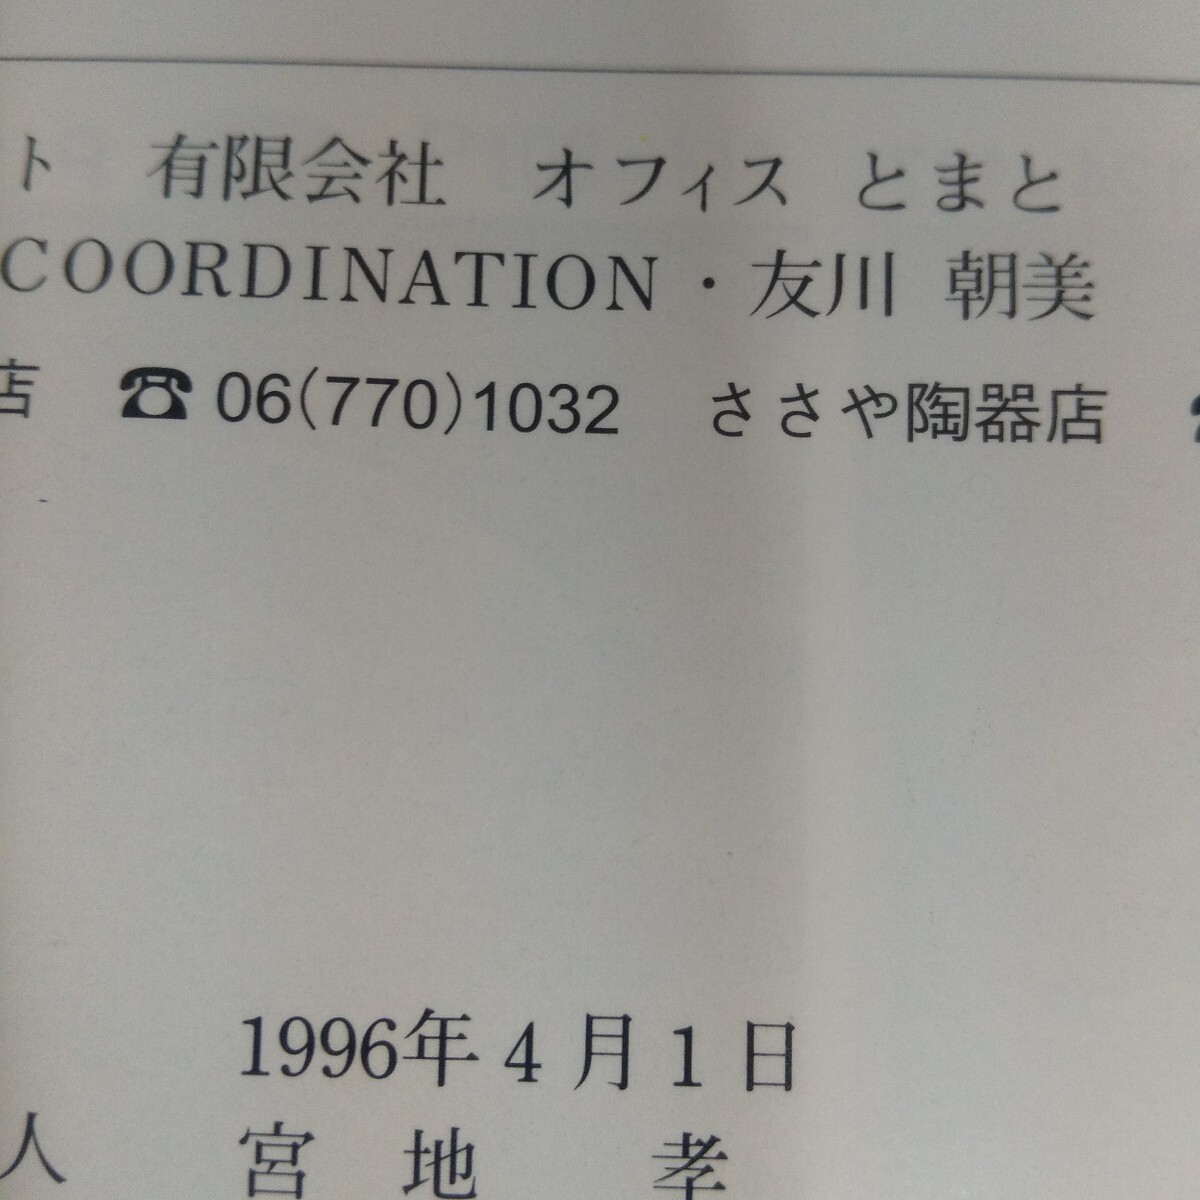 ト 有限会社 オフィス とまと
COORDINATION・友川 朝美
店 ☎06(770)1032 ささや陶器店
1996年4月1日
人 宮地 孝